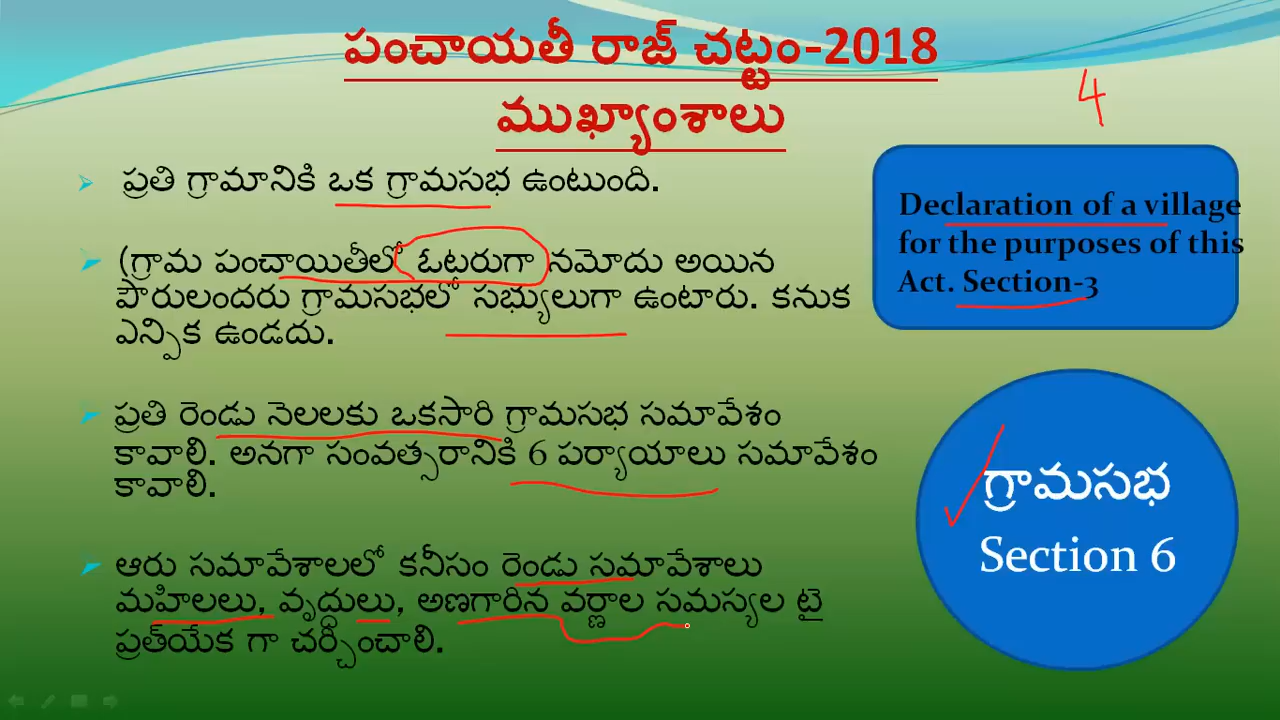 పంచాయతీ రాజ్ చట్టం-2018
ముఖ్యాంశాలు
4
ప్రతి గ్రామానికి ఒక గ్రామసభ ఉంటుంది.
(గ్రామ పంచాయితీలో ఓటరుగా నమోదు అయిన
పౌరులందరు గ్రామసభలో సభ్యులుగా ఉంటారు. కనుక
ఎన్నిక ఉండదు.
ప్రతి రెండు నెలలకు ఒకసారి గ్రామసభ సమావేశం
కావాలి. అనగా సంవత్సరానికి 6 పర్యాయాలు సమావేశం
కావాలి.
ఆరు సమావేశాలలో కనీసం రెండు సమావేశాలు
మహిలలు, వృద్దులు, అణగారిన వర్ణాల సమస్యల టై
ప్రత్‌యేక గా చర్చించాలి.
Declaration of a village
for the purposes of this
Act. Section-3
గ్రామసభ
Section 6